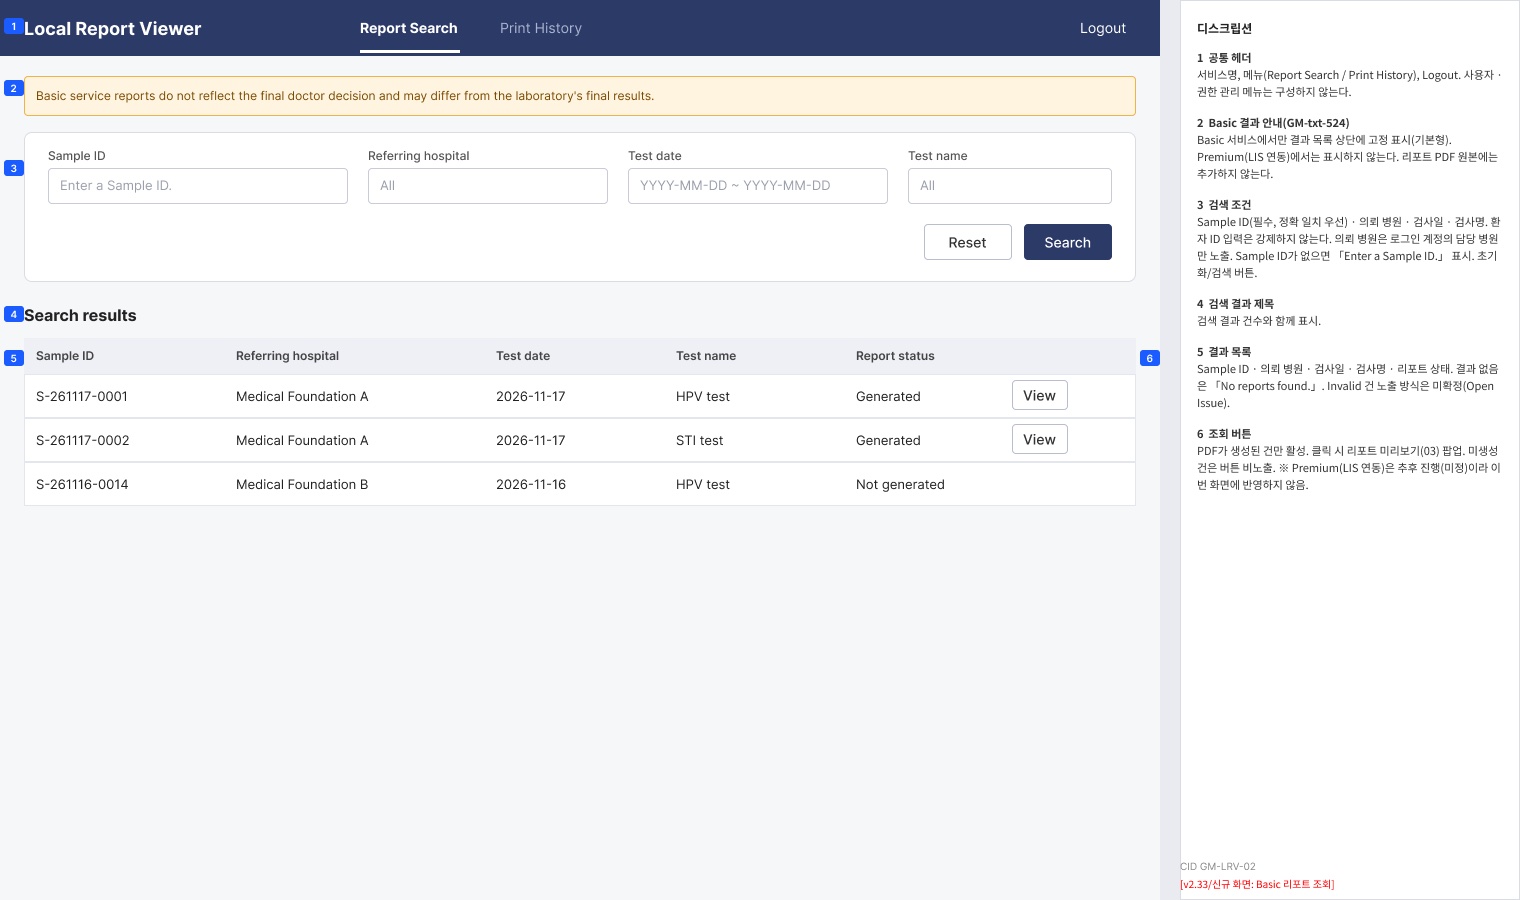 1 Local Report Viewer Report Search Print History Logout
2 Basic service reports do not reflect the final doctor decision and may differ from the laboratory's final results.
3 Sample ID Referring hospital Test date Test name
Enter a Sample ID. All YYYY-MM-DD ~ YYYY-MM-DD All
Reset Search
4 Search results
5 Sample ID Referring hospital Test date Test name Report status 6
S-261117-0001 Medical Foundation A 2026-11-17 HPV test Generated View
S-261117-0002 Medical Foundation A 2026-11-17 STI test Generated View
S-261116-0014 Medical Foundation B 2026-11-16 HPV test Not generated
디스크립션
1 공통 헤더
서비스명, 메뉴(Report Search / Print History), Logout. 사용자 ·
권한 관리 메뉴는 구성하지 않는다.
2 Basic 결과 안내(GM-txt-524)
Basic 서비스에서만 결과 목록 상단에 고정 표시(기본형).
Premium(LIS 연동)에서는 표시하지 않는다. 리포트 PDF 원본에는
추가하지 않는다.
3 검색 조건
Sample ID(필수, 정확 일치 우선) · 의뢰 병원 · 검사일 · 검사명. 환
자 ID 입력은 강제하지 않는다. 의뢰 병원은 로그인 계정의 담당 병원
만 노출. Sample ID가 없으면 「Enter a Sample ID.」 표시. 초기
화/검색 버튼.
4 검색 결과 제목
검색 결과 건수와 함께 표시.
5 결과 목록
Sample ID · 의뢰 병원 · 검사일 · 검사명 · 리포트 상태. 결과 없음
은 「No reports found.」. Invalid 건 노출 방식은 미확정(Open
Issue).
6 조회 버튼
PDF가 생성된 건만 활성. 클릭 시 리포트 미리보기(03) 팝업. 미생성
건은 버튼 비노출. ※ Premium(LIS 연동)은 추후 진행(미정)이라 이
번 화면에 반영하지 않음.
CID GM-LRV-02
[v2.33/신규 화면: Basic 리포트 조회]